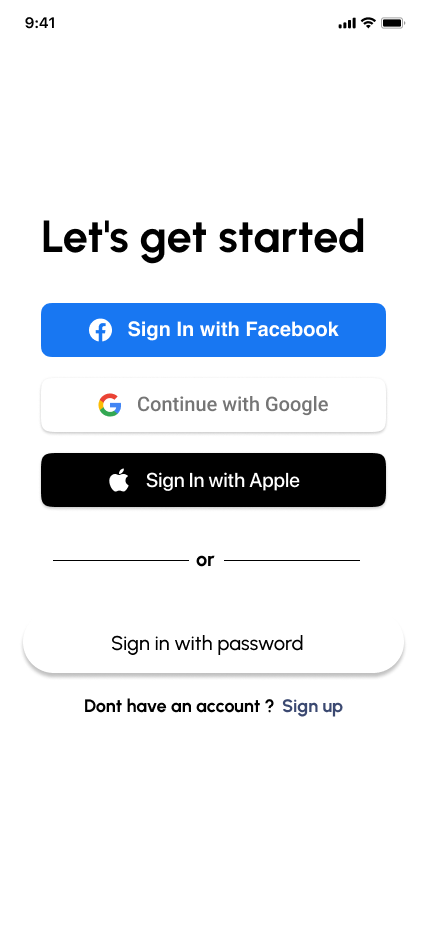 9:41
Let's get started
Sign In with Facebook
Continue with Google
Sign In with Apple
or
Sign in with password
Dont have an account ? Sign up